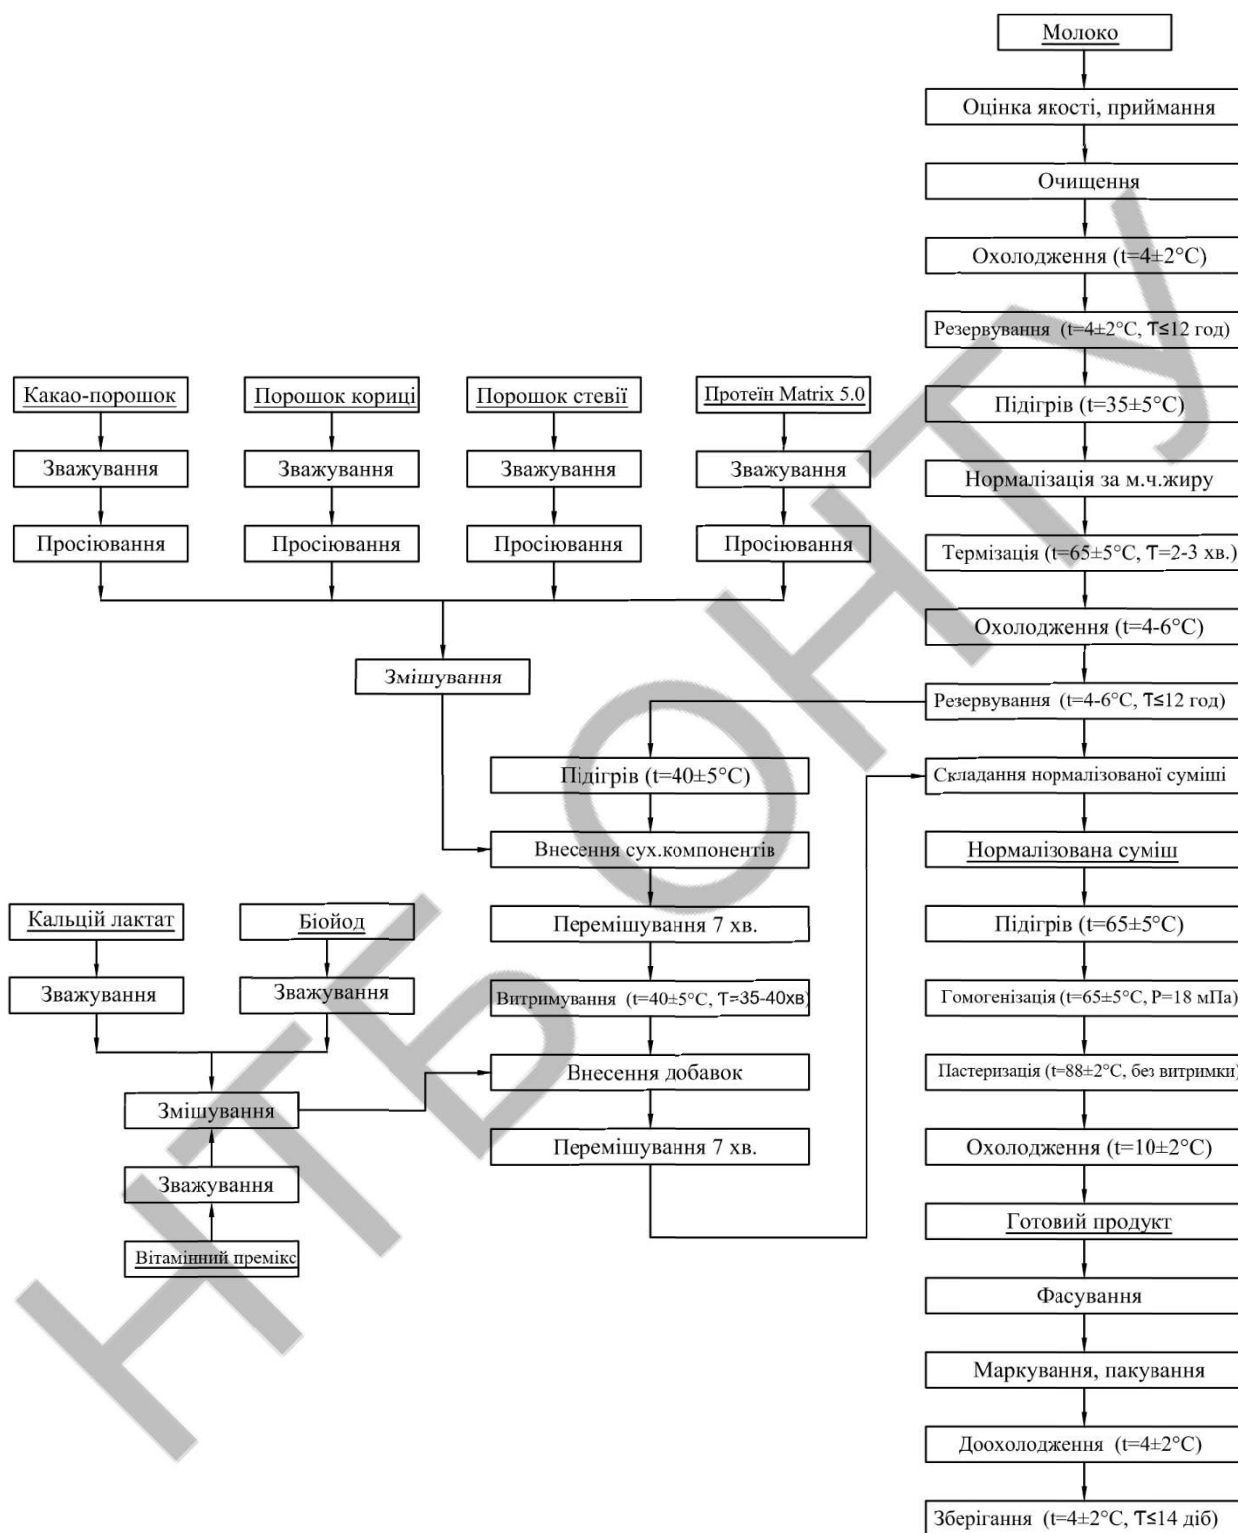 Молоко
Оцінка якості, приймання
Очищення
Охолодження (t=4±2°C)
Резервування (t=4±2°C, T≤12 год)
Підігрів (t=35±5°C)
Нормалізація за м.ч.жиру
Термізація (t=65±5°C, T=2-3 хв.)
Охолодження (t=4-6°C)
Резервування (t=4-6°C, T≤12 год)
Какао-порошок
Порошок кориці
Порошок стевії
Протеїн Matrix 5.0
Зважування
Зважування
Зважування
Зважування
Просіювання
Просіювання
Просіювання
Просіювання
Змішування
Підігрів (t=40±5°C)
Внесення сух.компонентів
Перемішування 7 хв.
Витримування (t=40±5°C, T=35-40хв)
Кальцій лактат
Біойод
Зважування
Зважування
Змішування
Зважування
Вітамінний премікс
Внесення добавок
Перемішування 7 хв.
Складання нормалізованої суміші
Нормалізована суміш
Підігрів (t=65±5°C)
Гомогенізація (t=65±5°C, P=18 мПа)
Пастеризація (t=88±2°C, без витримки)
Охолодження (t=10±2°C)
Готовий продукт
Фасування
Маркування, пакування
Доохолодження (t=4±2°C)
Зберігання (t=4±2°C, T≤14 діб)
НТБ ОНТУ